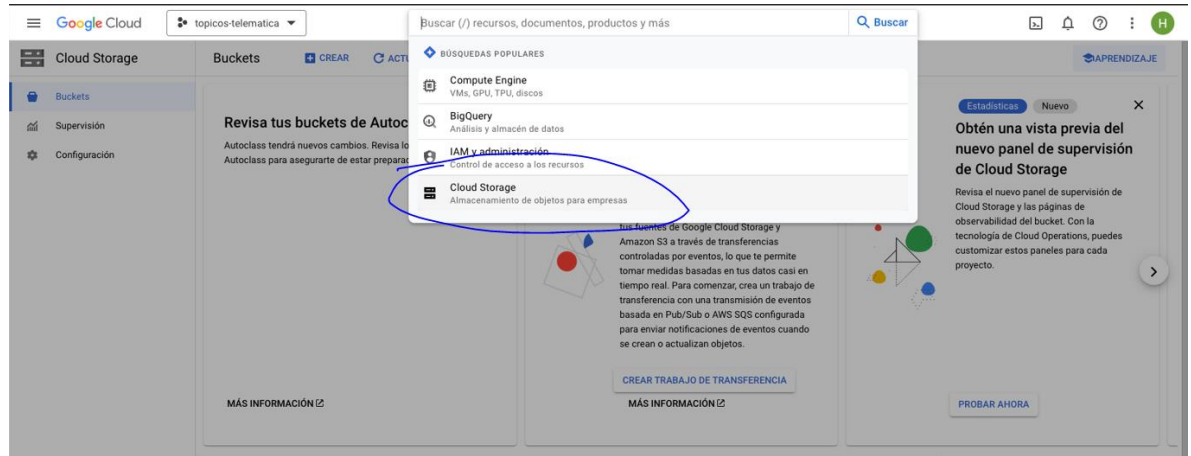 Google Cloud
topicos-telematica
Buscar (/) recursos, documentos, productos y más
Buscar
H
Cloud Storage
Buckets
CREAR
ACTU
APRENDIZAJE
Buckets
Supervisión
Configuración
BÚSQUEDAS POPULARES
Compute Engine
VMs, GPU, TPU, discos
BigQuery
Análisis y almacén de datos
IAM y administración
Control de acceso a los recursos
Cloud Storage
Almacenamiento de objetos para empresas
Revisa tus buckets de Autoc
Autoclass tendrá nuevos cambios. Revisa lo
Autoclass para asegurarte de estar preparad
MÁS INFORMACIÓN
tus fuentes de Google Cloud Storage y
Amazon S3 a través de transferencias
controladas por eventos, lo que te permite
tomar medidas basadas en tus datos casi en
tiempo real. Para comenzar, crea un trabajo de
transferencia con una transmisión de eventos
basada en Pub/Sub o AWS SQS configurada
para enviar notificaciones de eventos cuando
se crean o actualizan objetos.
CREAR TRABAJO DE TRANSFERENCIA
MÁS INFORMACIÓN
Estadísticas
Nuevo
Obtén una vista previa del
nuevo panel de supervisión
de Cloud Storage
Revisa el nuevo panel de supervisión de
Cloud Storage y las páginas de
observabilidad del bucket. Con la
tecnología de Cloud Operations, puedes
customizar estos paneles para cada
proyecto.
PROBAR AHORA